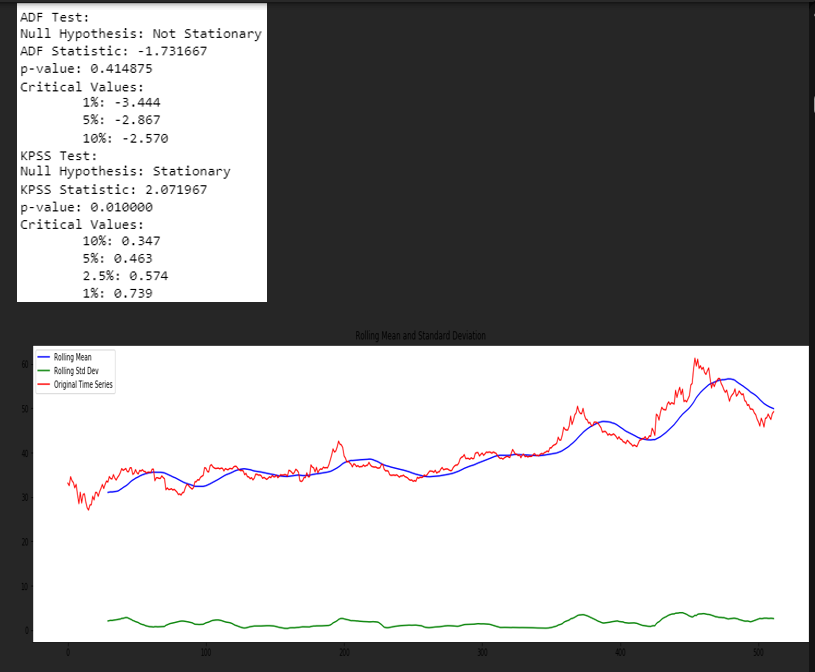 ADF Test:
Null Hypothesis: Not Stationary
ADF Statistic: -1.731667
p-value: 0.414875
Critical Values:
1%: -3.444
5%: -2.867
10%: -2.570
KPSS Test:
Null Hypothesis: Stationary
KPSS Statistic: 2.071967
p-value: 0.010000
Critical Values:
10%: 0.347
5%: 0.463
2.5%: 0.574
1%: 0.739
Rolling Mean and Standard Deviation
Rolling Mean
Rolling Std Dev
Original Time Series
60
50
40
30
20
10
0
0 100 200 300 400 500